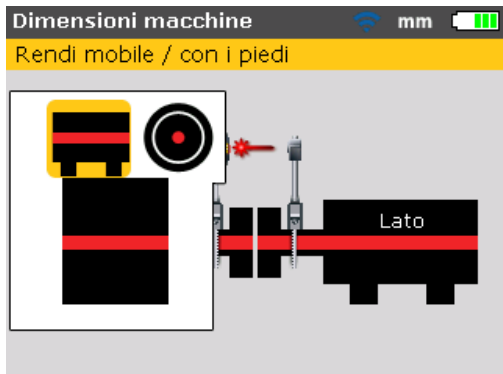 Dimensioni macchine mm
Rendi mobile / con i piedi
Lato